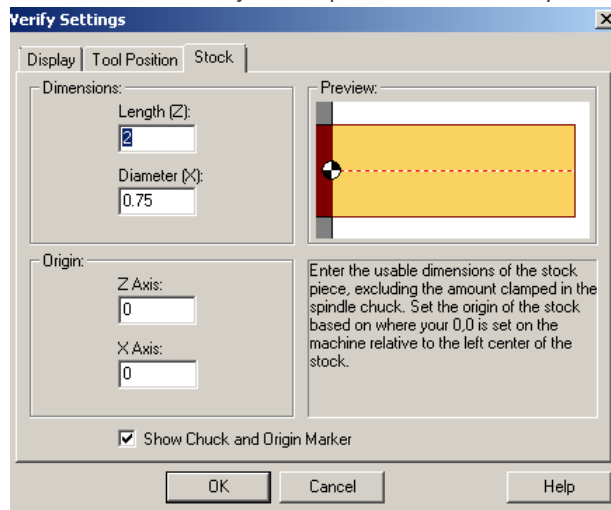 Verify Settings
Display Tool Position Stock
Dimensions:
Length (Z):
2
Diameter (X):
0.75
Preview:
Origin:
Z Axis:
0
X Axis:
0
Enter the usable dimensions of the stock
piece, excluding the amount clamped in the
spindle chuck. Set the origin of the stock
based on where your 0,0 is set on the
machine relative to the left center of the
stock.
Show Chuck and Origin Marker
OK Cancel Help